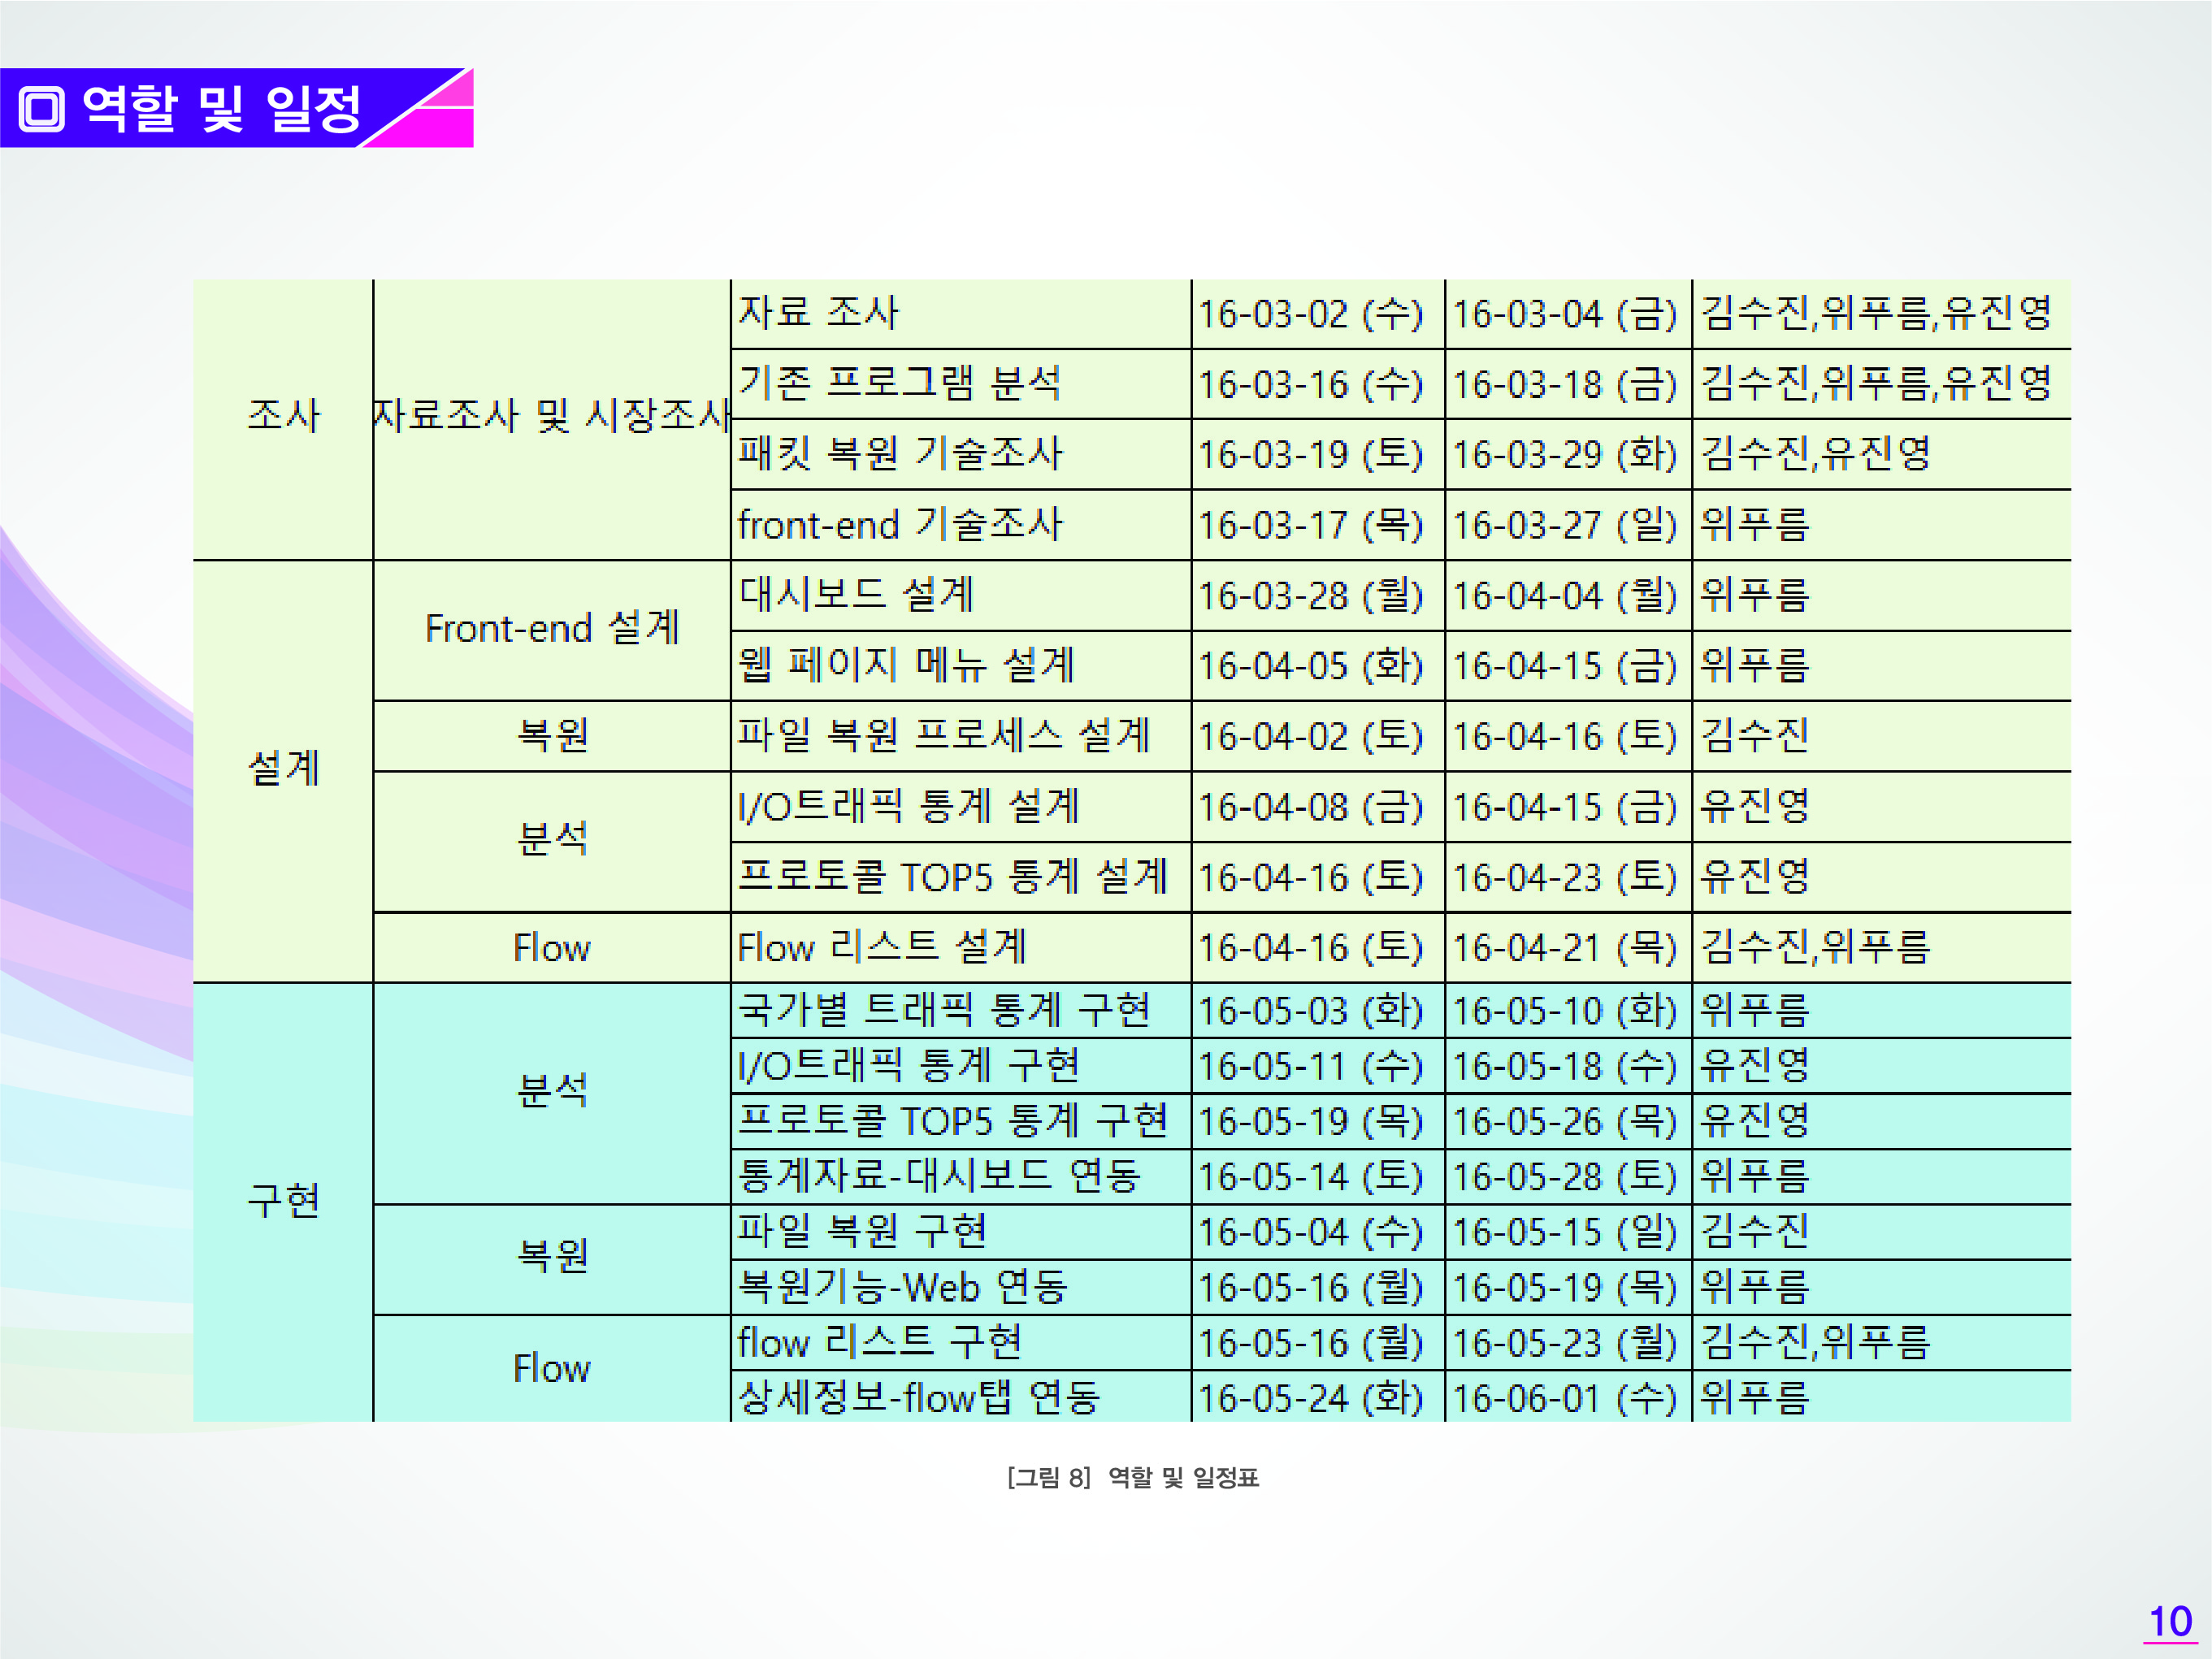 역할 및 일정
조사 자료조사 및 시장조사 자료 조사 16-03-02 (수) 16-03-04 (금) 김수진,위푸름,유진영
기존 프로그램 분석 16-03-16 (수) 16-03-18 (금) 김수진,위푸름,유진영
패킷 복원 기술조사 16-03-19 (토) 16-03-29 (화) 김수진,유진영
front-end 기술조사 16-03-17 (목) 16-03-27 (일) 위푸름
설계 Front-end 설계 대시보드 설계 16-03-28 (월) 16-04-04 (월) 위푸름
웹 페이지 메뉴 설계 16-04-05 (화) 16-04-15 (금) 위푸름
복원 파일 복원 프로세스 설계 16-04-02 (토) 16-04-16 (토) 김수진
분석 I/O트래픽 통계 설계 16-04-08 (금) 16-04-15 (금) 유진영
프로토콜 TOP5 통계 설계 16-04-16 (토) 16-04-23 (토) 유진영
Flow Flow 리스트 설계 16-04-16 (토) 16-04-21 (목) 김수진,위푸름
구현 분석 국가별 트래픽 통계 구현 16-05-03 (화) 16-05-10 (화) 위푸름
I/O트래픽 통계 구현 16-05-11 (수) 16-05-18 (수) 유진영
프로토콜 TOP5 통계 구현 16-05-19 (목) 16-05-26 (목) 유진영
통계자료-대시보드 연동 16-05-14 (토) 16-05-28 (토) 위푸름
복원 파일 복원 구현 16-05-04 (수) 16-05-15 (일) 김수진
복원기능-Web 연동 16-05-16 (월) 16-05-19 (목) 위푸름
Flow flow 리스트 구현 16-05-16 (월) 16-05-23 (월) 김수진,위푸름
상세정보-flow탭 연동 16-05-24 (화) 16-06-01 (수) 위푸름
[그림 8] 역할 및 일정표
10